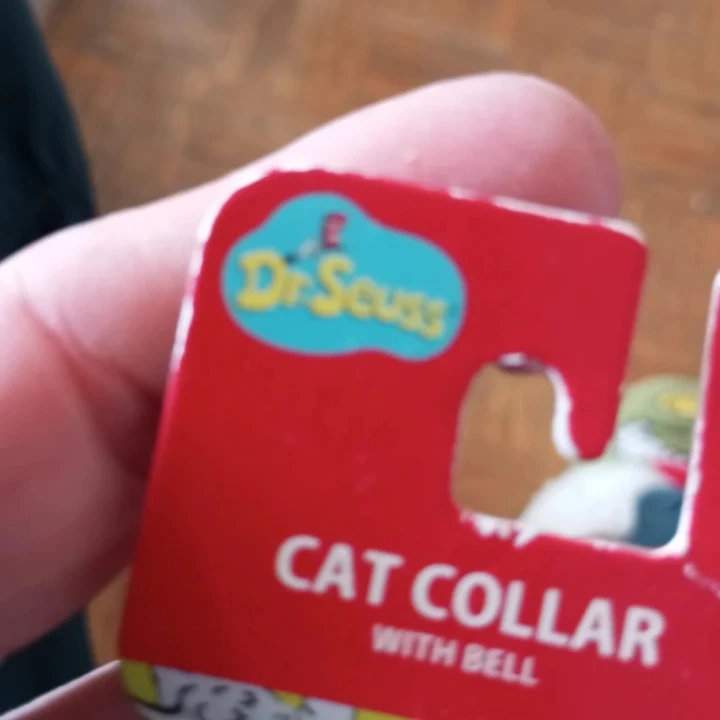 Dr. Seuss
CAT COLLAR
WITH BELL